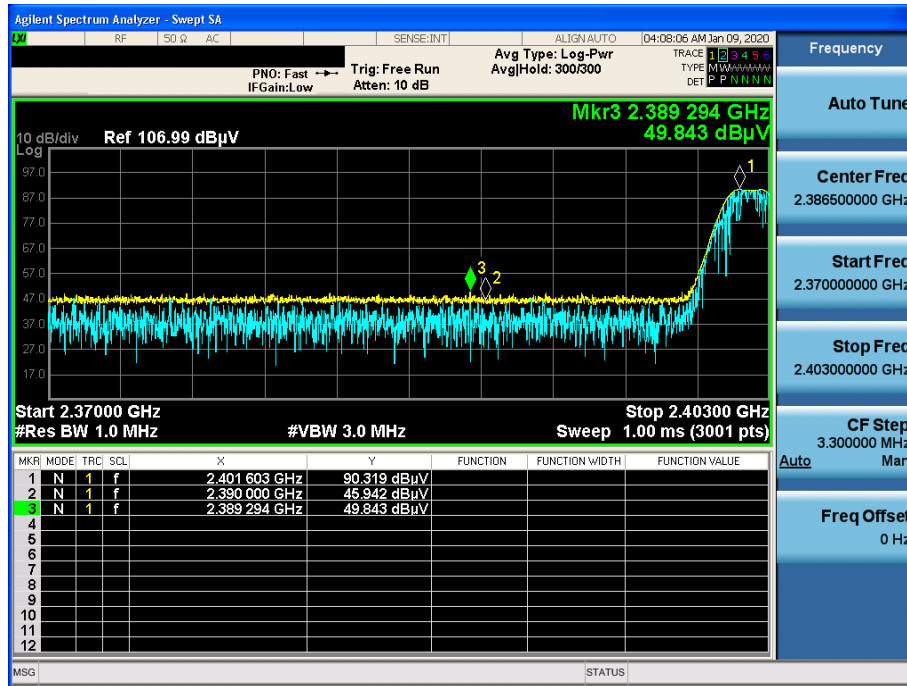 Agilent Spectrum Analyzer - Swept SA
LXI RF 50 Ω AC SENSE:INT ALIGN AUTO 04:08:06 AM Jan 09, 2020
PNO: Fast Trig: Free Run Avg Type: Log-Pwr TRACE 1 2 3 4 5 6
IFGain:Low Atten: 10 dB Avg|Hold: 300/300 TYPE M W W W W W
DET P P N N N N
Mkr3 2.389 294 GHz
49.843 dBµV
10 dB/div Ref 106.99 dBµV
Log
97.0
87.0
77.0
67.0
57.0
47.0
37.0
27.0
17.0
1
3
2
Start 2.37000 GHz Stop 2.40300 GHz
#Res BW 1.0 MHz #VBW 3.0 MHz Sweep 1.00 ms (3001 pts)
MKR MODE TRC SCL X Y FUNCTION FUNCTION WIDTH FUNCTION VALUE
1 N 1 f 2.401 603 GHz 90.319 dBµV
2 N 1 f 2.390 000 GHz 45.942 dBµV
3 N 1 f 2.389 294 GHz 49.843 dBµV
4
5
6
7
8
9
10
11
12
MSG STATUS
Frequency
Auto Tune
Center Freq
2.386500000 GHz
Start Freq
2.370000000 GHz
Stop Freq
2.403000000 GHz
CF Step
3.300000 MHz
Auto Man
Freq Offset
0 Hz